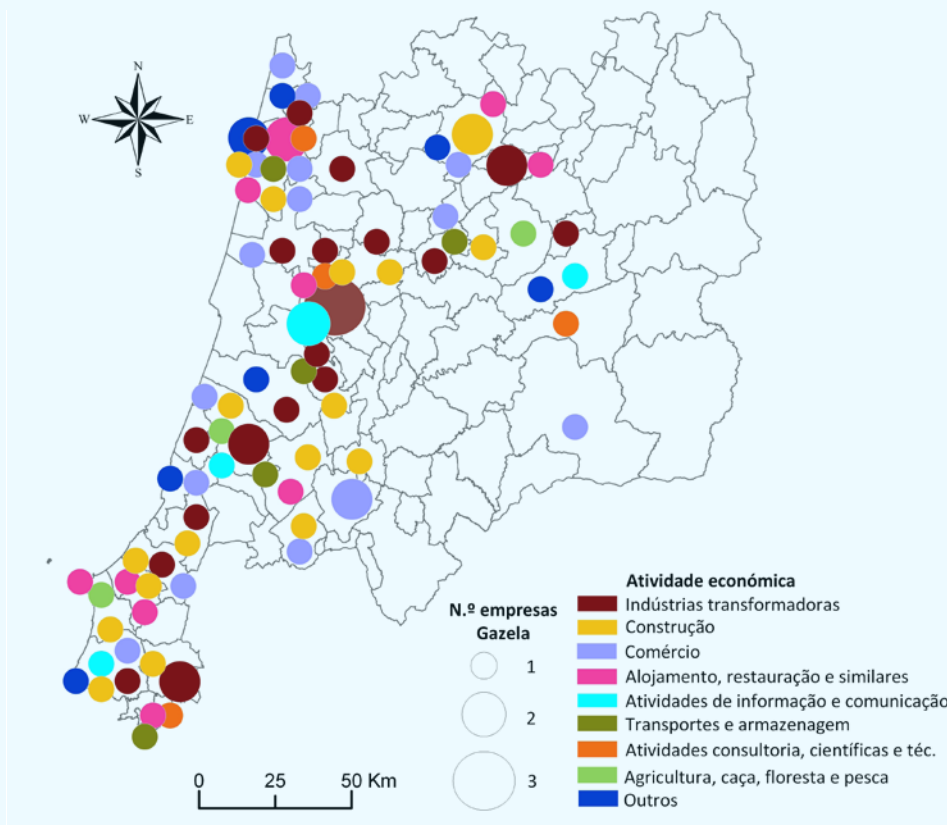 N
W
E
S
N.º empresas
Gazela
1
2
3
Atividade económica
Indústrias transformadoras
Construção
Comércio
Alojamento, restauração e similares
Atividades de informação e comunicação
Transportes e armazenagem
Atividades consultoria, científicas e téc.
Agricultura, caça, floresta e pesca
Outros
0
25
50 Km